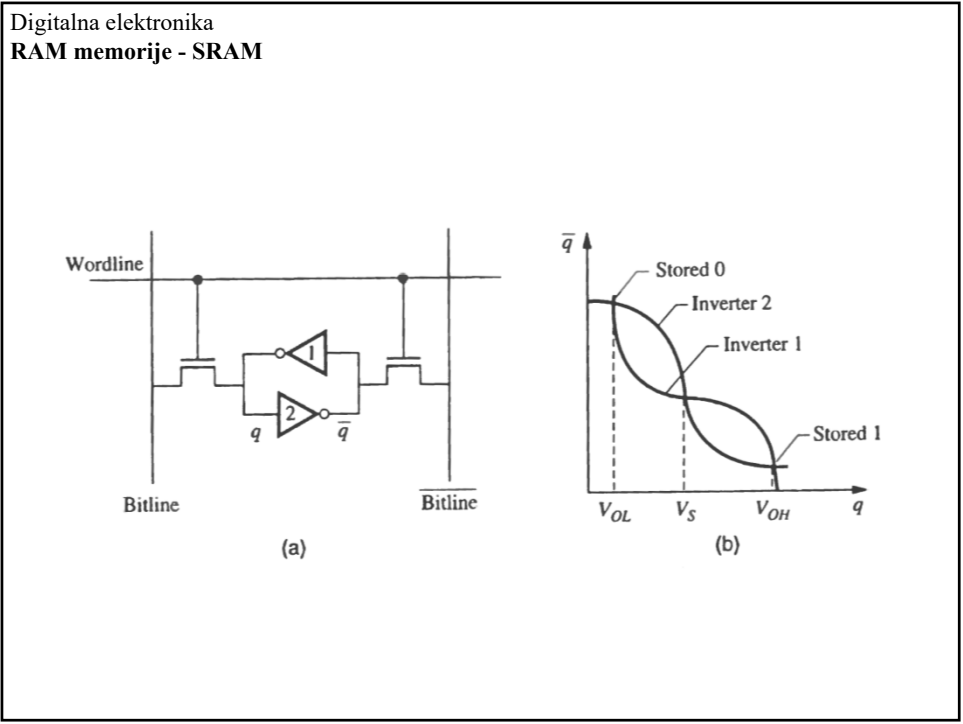 Digitalna elektronika
RAM memorije - SRAM
Wordline
1
2
q
q̅
Bitline
B̅i̅t̅l̅i̅n̅e̅
(a)
q̅
Stored 0
Inverter 2
Inverter 1
Stored 1
V_OL
V_S
V_OH
q
(b)